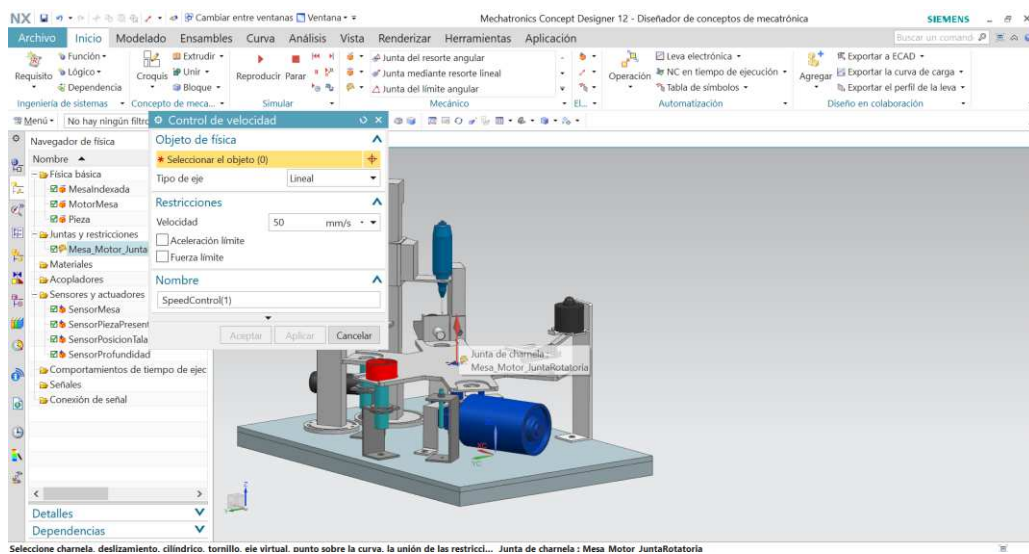 NX Cambiar entre ventanas Ventana Mechatronics Concept Designer 12 - Diseñador de conceptos de mecatrónica SIEMENS
Archivo Inicio Modelado Ensambles Curva Análisis Vista Renderizar Herramientas Aplicación Buscar un comand
Función Extrudir Junta del resorte angular Leva electrónica Exportar a ECAD
Requisito Lógico Croquis Unir Reproducir Parar Junta mediante resorte lineal Operación NC en tiempo de ejecución Agregar Exportar la curva de carga
Dependencia Bloque Junta del límite angular Tabla de símbolos Exportar el perfil de la leva
Ingeniería de sistemas Concepto de meca... Simular Mecánico El... Automatización Diseño en colaboración
Menú No hay ningún filtro
Control de velocidad
Navegador de física
Nombre
Física básica
MesaIndexada
MotorMesa
Pieza
Juntas y restricciones
Mesa_Motor_Junta
Materiales
Acopladores
Sensores y actuadores
SensorMesa
SensorPiezaPresent
SensorPosicionTala
SensorProfundidad
Comportamientos de tiempo de ejec
Señales
Conexión de señal
Detalles
Dependencias
Objeto de física
* Seleccionar el objeto (0)
Tipo de eje Lineal
Restricciones
Velocidad 50 mm/s
Aceleración límite
Fuerza límite
Nombre
SpeedControl(1)
Aceptar Aplicar Cancelar
Junta de charnela :
Mesa_Motor_JuntaRotatoria
XC
YC
Z
Seleccione charnela, deslizamiento, cilíndrico, tornillo, eje virtual, punto sobre la curva, la unión de las restricci... Junta de charnela : Mesa_Motor_JuntaRotatoria